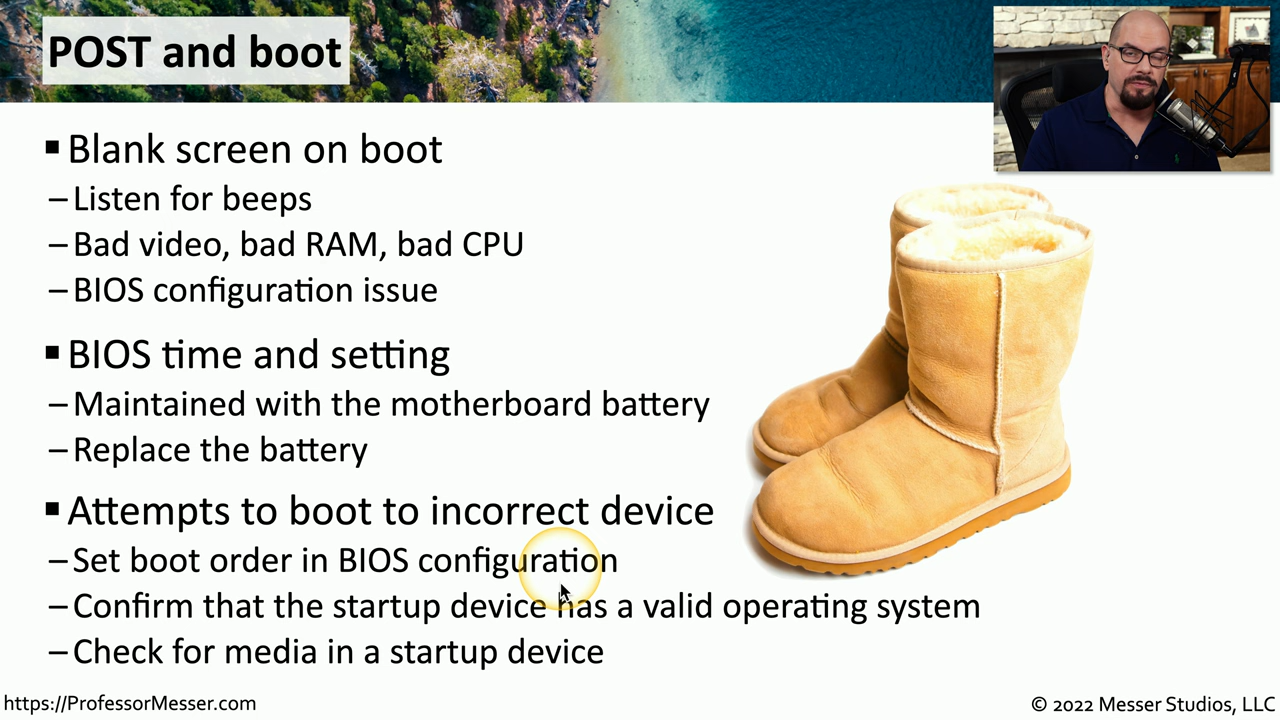 POST and boot
▪ Blank screen on boot
– Listen for beeps
– Bad video, bad RAM, bad CPU
– BIOS configuration issue
▪ BIOS time and setting
– Maintained with the motherboard battery
– Replace the battery
▪ Attempts to boot to incorrect device
– Set boot order in BIOS configuration
– Confirm that the startup device has a valid operating system
– Check for media in a startup device
https://ProfessorMesser.com
© 2022 Messer Studios, LLC